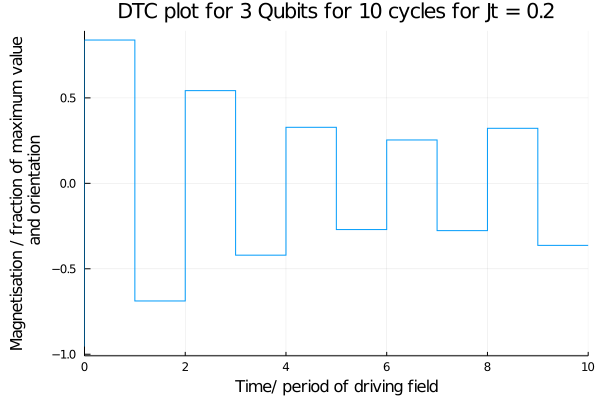 DTC plot for 3 Qubits for 10 cycles for Jt = 0.2
Magnetisation / fraction of maximum value
and orientation
0.5
0.0
−0.5
−1.0
0 2 4 6 8 10
Time/ period of driving field